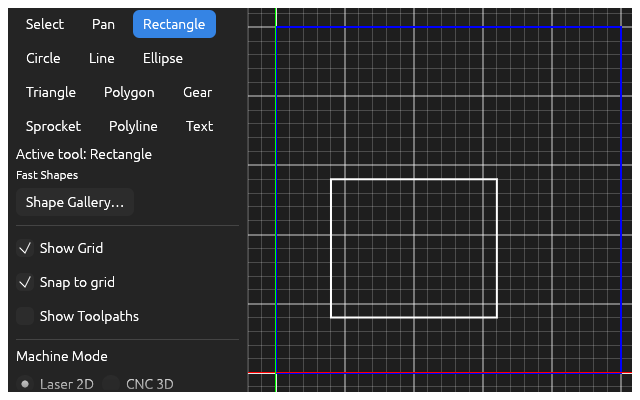 Select Pan Rectangle
Circle Line Ellipse
Triangle Polygon Gear
Sprocket Polyline Text
Active tool: Rectangle
Fast Shapes
Shape Gallery...
Show Grid
Snap to grid
Show Toolpaths
Machine Mode
Laser 2D CNC 3D